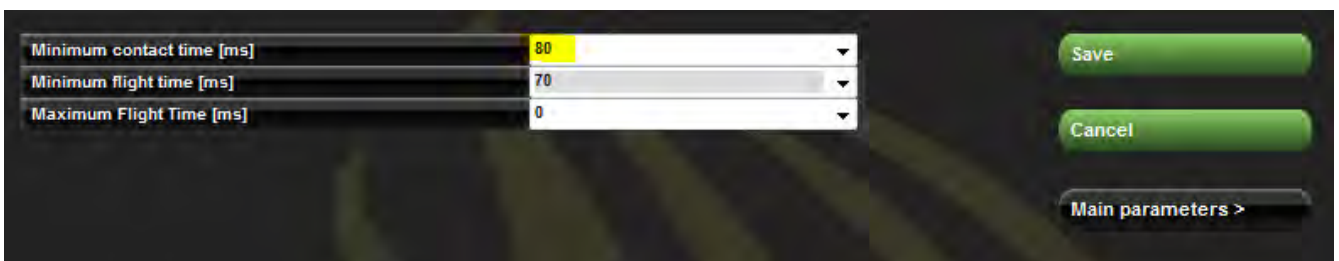 Minimum contact time [ms] 80
Minimum flight time [ms] 70
Maximum Flight Time [ms] 0
Save
Cancel
Main parameters >